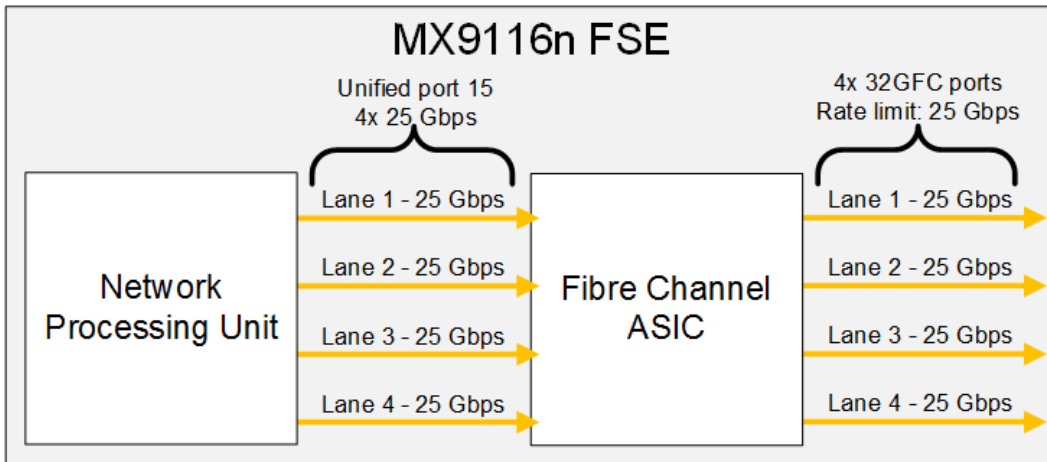 MX9116n FSE
Unified port 15
4x 25 Gbps
4x 32GFC ports
Rate limit: 25 Gbps
Network
Processing Unit
Lane 1 - 25 Gbps
Lane 2 - 25 Gbps
Lane 3 - 25 Gbps
Lane 4 - 25 Gbps
Fibre Channel
ASIC
Lane 1 - 25 Gbps
Lane 2 - 25 Gbps
Lane 3 - 25 Gbps
Lane 4 - 25 Gbps